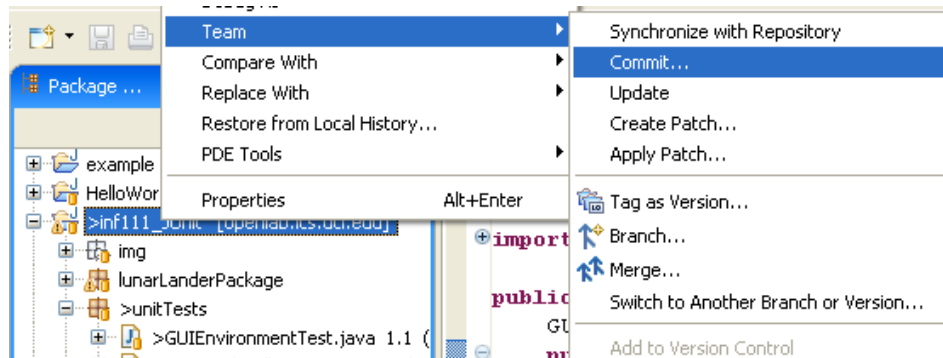 Team
Compare With
Replace With
Restore from Local History...
PDE Tools
Properties Alt+Enter
Synchronize with Repository
Commit...
Update
Create Patch...
Apply Patch...
Tag as Version...
Branch...
Merge...
Switch to Another Branch or Version...
Add to Version Control
Package ...
example
HelloWor
>inf111_JUnit [openlab.ics.uci.edu]
img
lunarLanderPackage
>unitTests
>GUIEnvironmentTest.java 1.1 (
import
public
GU